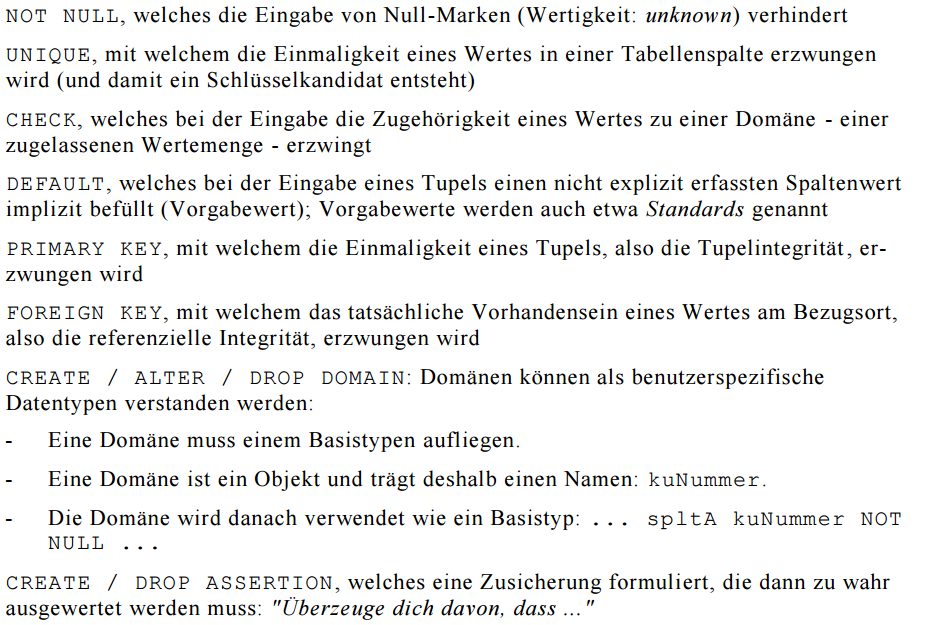 NOT NULL, welches die Eingabe von Null-Marken (Wertigkeit: unknown) verhindert
UNIQUE, mit welchem die Einmaligkeit eines Wertes in einer Tabellenspalte erzwungen
wird (und damit ein Schlüsselkandidat entsteht)
CHECK, welches bei der Eingabe die Zugehörigkeit eines Wertes zu einer Domäne - einer
zugelassenen Wertemenge - erzwingt
DEFAULT, welches bei der Eingabe eines Tupels einen nicht explizit erfassten Spaltenwert
implizit befüllt (Vorgabewert); Vorgabewerte werden auch etwa Standards genannt
PRIMARY KEY, mit welchem die Einmaligkeit eines Tupels, also die Tupelintegrität, er-
zwungen wird
FOREIGN KEY, mit welchem das tatsächliche Vorhandensein eines Wertes am Bezugsort,
also die referenzielle Integrität, erzwungen wird
CREATE / ALTER / DROP DOMAIN: Domänen können als benutzerspezifische
Datentypen verstanden werden:
- Eine Domäne muss einem Basistypen aufliegen.
- Eine Domäne ist ein Objekt und trägt deshalb einen Namen: kuNummer.
- Die Domäne wird danach verwendet wie ein Basistyp: ... spltA kuNummer NOT
NULL ...
CREATE / DROP ASSERTION, welches eine Zusicherung formuliert, die dann zu wahr
ausgewertet werden muss: "Überzeuge dich davon, dass ..."